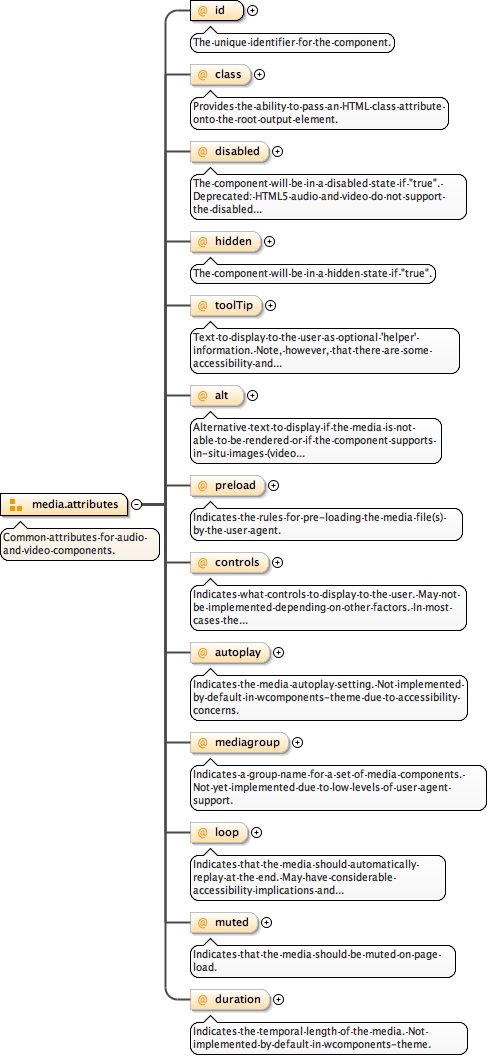 @ id
The unique identifier for the component.
@ class
Provides the ability to pass an HTML class attribute
onto the root output element.
@ disabled
The component will be in a disabled state if "true".
Deprecated: HTML5 audio and video do not support
the disabled...
@ hidden
The component will be in a hidden state if "true".
@ toolTip
Text to display to the user as optional 'helper'
information. Note, however, that there are some
accessibility and...
@ alt
Alternative text to display if the media is not
able to be rendered or if the component supports
in-situ images (video...
media.attributes
Common attributes for audio
and video components.
@ preload
Indicates the rules for pre-loading the media file(s)
by the user agent.
@ controls
Indicates what controls to display to the user. May not
be implemented depending on other factors. In most
cases the...
@ autoplay
Indicates the media autoplay setting. Not implemented
by default in wcomponents-theme due to accessibility
concerns.
@ mediagroup
Indicates a group name for a set of media components.
Not yet implemented due to low levels of user agent
support.
@ loop
Indicates that the media should automatically
replay at the end. May have considerable
accessibility implications and...
@ muted
Indicates that the media should be muted on page
load.
@ duration
Indicates the temporal length of the media. Not
implemented by default in wcomponents-theme.